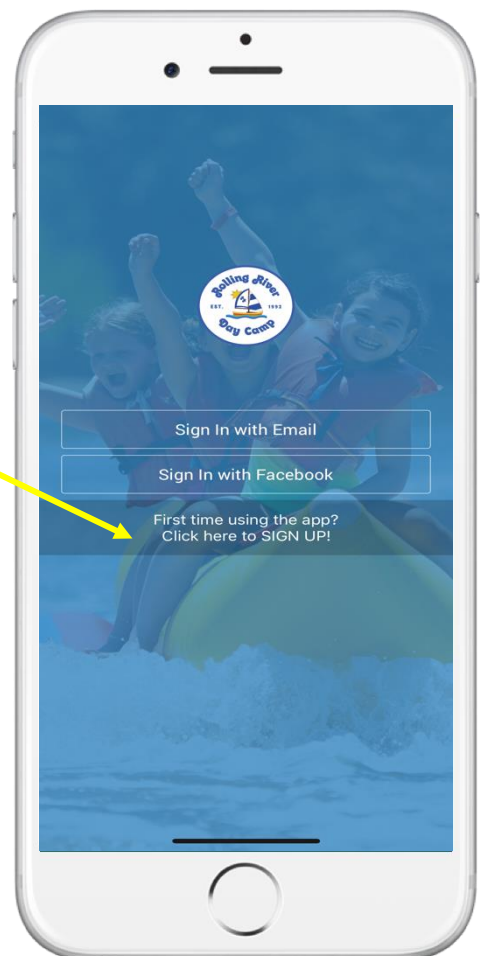 Rolling River
EST. 1992
Day Camp
Sign In with Email
Sign In with Facebook
First time using the app?
Click here to SIGN UP!